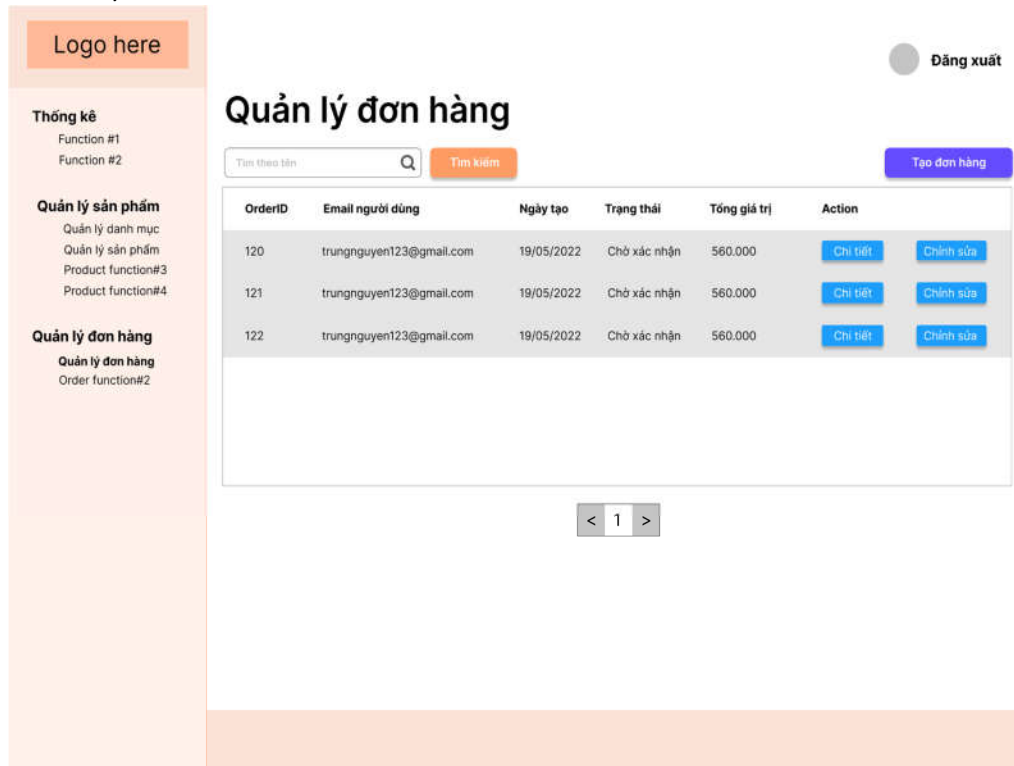 Logo here
Đăng xuất
Thống kê
Function #1
Function #2
Quản lý sản phẩm
Quản lý danh mục
Quản lý sản phẩm
Product function#3
Product function#4
Quản lý đơn hàng
Quản lý đơn hàng
Order function#2
Quản lý đơn hàng
Tìm theo tên
Tìm kiếm
Tạo đơn hàng
OrderID Email người dùng Ngày tạo Trạng thái Tổng giá trị Action
120 trungnguyen123@gmail.com 19/05/2022 Chờ xác nhận 560.000 Chi tiết Chỉnh sửa
121 trungnguyen123@gmail.com 19/05/2022 Chờ xác nhận 560.000 Chi tiết Chỉnh sửa
122 trungnguyen123@gmail.com 19/05/2022 Chờ xác nhận 560.000 Chi tiết Chỉnh sửa
< 1 >